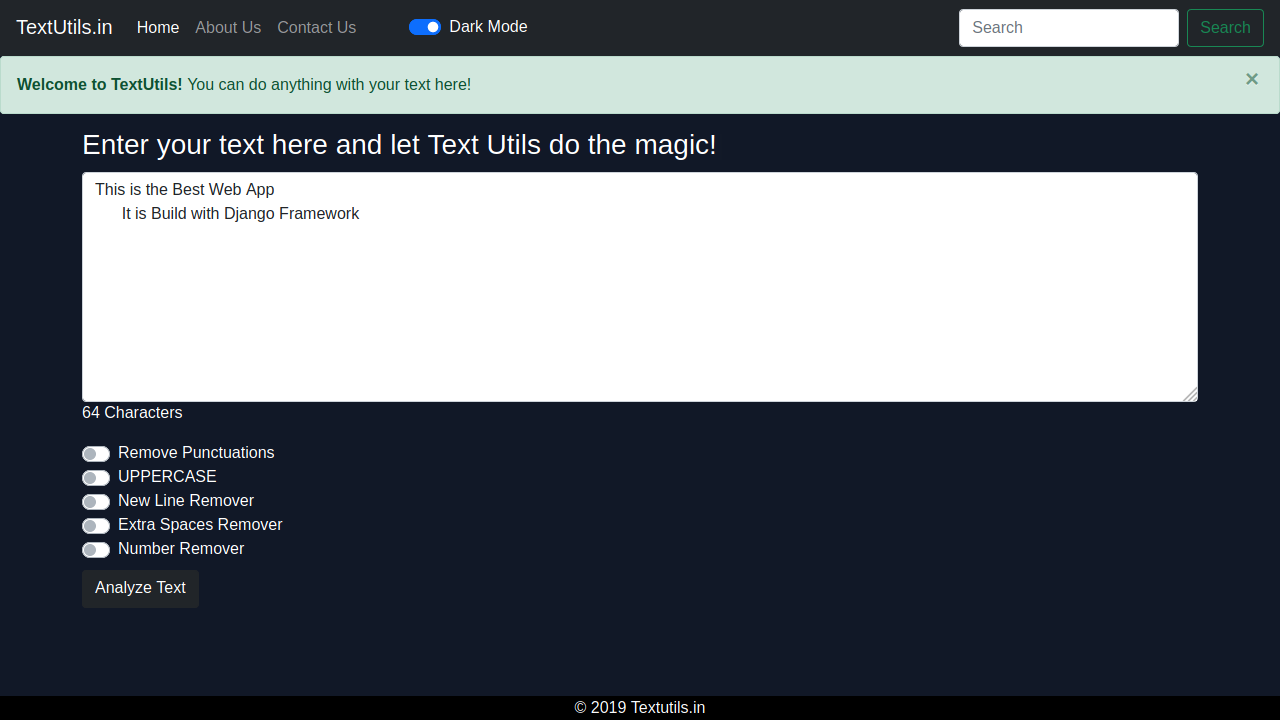 TextUtils.in Home About Us Contact Us Dark Mode Search Search
Welcome to TextUtils! You can do anything with your text here! ×
Enter your text here and let Text Utils do the magic!
This is the Best Web App
It is Build with Django Framework
64 Characters
Remove Punctuations
UPPERCASE
New Line Remover
Extra Spaces Remover
Number Remover
Analyze Text
© 2019 Textutils.in